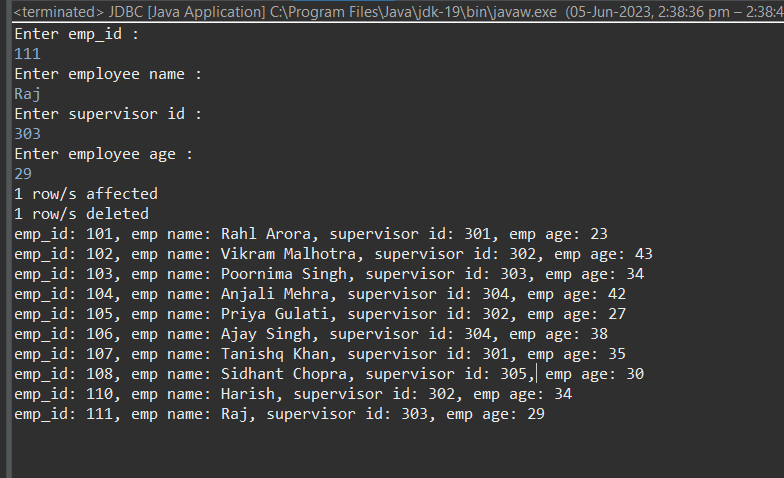 <terminated> JDBC [Java Application] C:\Program Files\Java\jdk-19\bin\javaw.exe (05-Jun-2023, 2:38:36 pm – 2:38:4
Enter emp_id :
111
Enter employee name :
Raj
Enter supervisor id :
303
Enter employee age :
29
1 row/s affected
1 row/s deleted
emp_id: 101, emp name: Rahl Arora, supervisor id: 301, emp age: 23
emp_id: 102, emp name: Vikram Malhotra, supervisor id: 302, emp age: 43
emp_id: 103, emp name: Poornima Singh, supervisor id: 303, emp age: 34
emp_id: 104, emp name: Anjali Mehra, supervisor id: 304, emp age: 42
emp_id: 105, emp name: Priya Gulati, supervisor id: 302, emp age: 27
emp_id: 106, emp name: Ajay Singh, supervisor id: 304, emp age: 38
emp_id: 107, emp name: Tanishq Khan, supervisor id: 301, emp age: 35
emp_id: 108, emp name: Sidhant Chopra, supervisor id: 305, emp age: 30
emp_id: 110, emp name: Harish, supervisor id: 302, emp age: 34
emp_id: 111, emp name: Raj, supervisor id: 303, emp age: 29